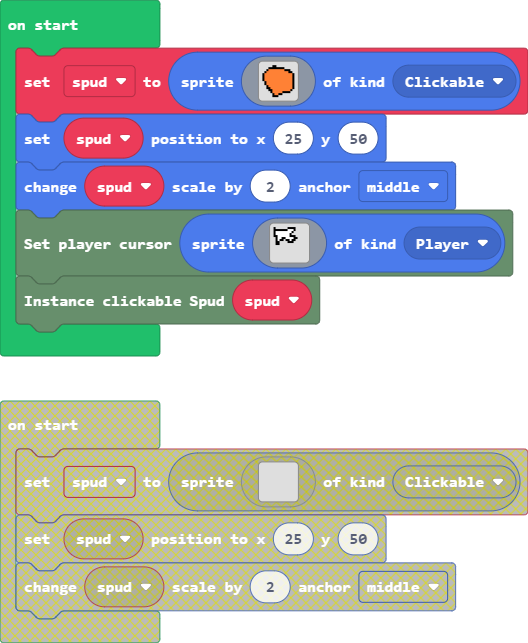 on start
set spud to sprite of kind Clickable
set spud position to x 25 y 50
change spud scale by 2 anchor middle
Set player cursor sprite of kind Player
Instance clickable Spud spud
on start
set spud to sprite of kind Clickable
set spud position to x 25 y 50
change spud scale by 2 anchor middle